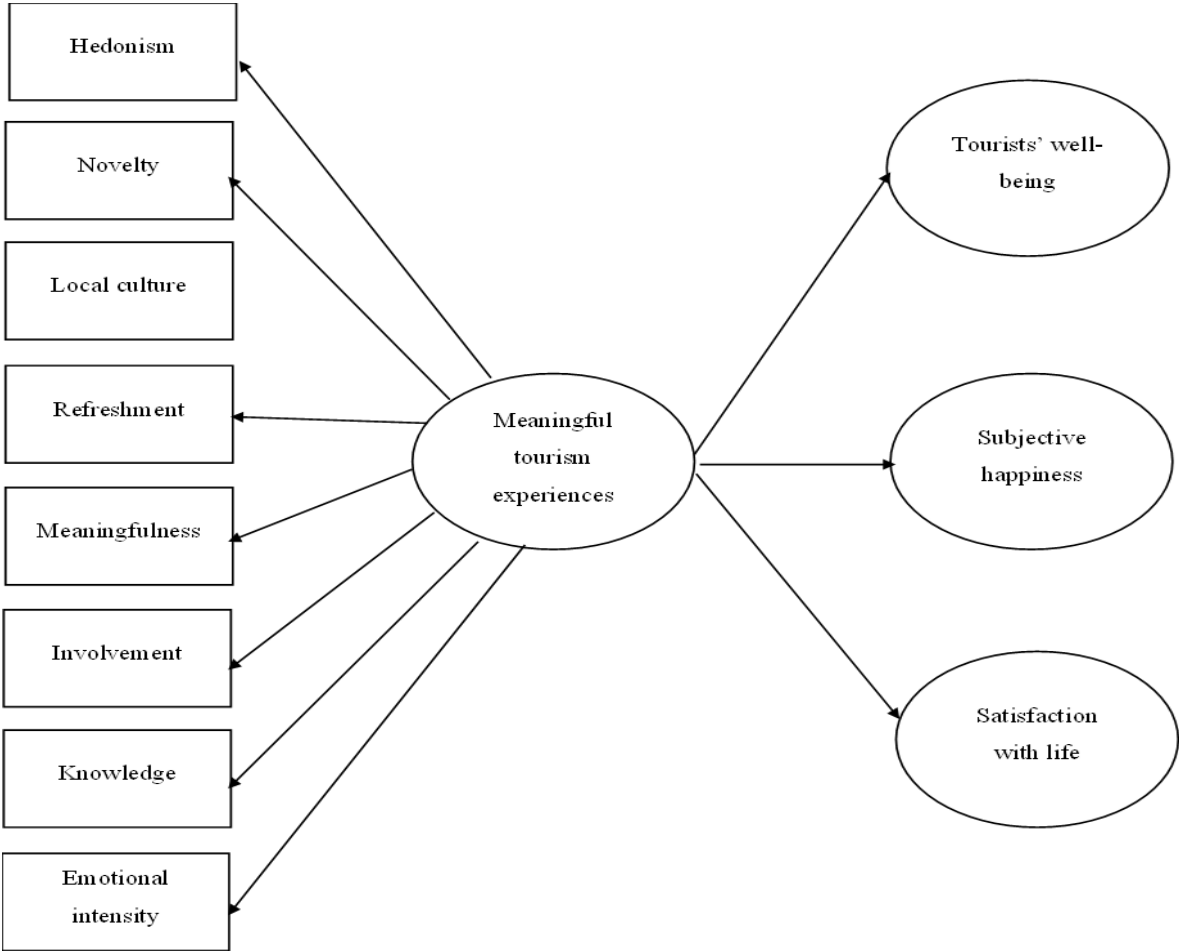 Hedonism
Novelty
Local culture
Refreshment
Meaningfulness
Involvement
Knowledge
Emotional
intensity
Meaningful
tourism
experiences
Tourists’ well-
being
Subjective
happiness
Satisfaction
with life